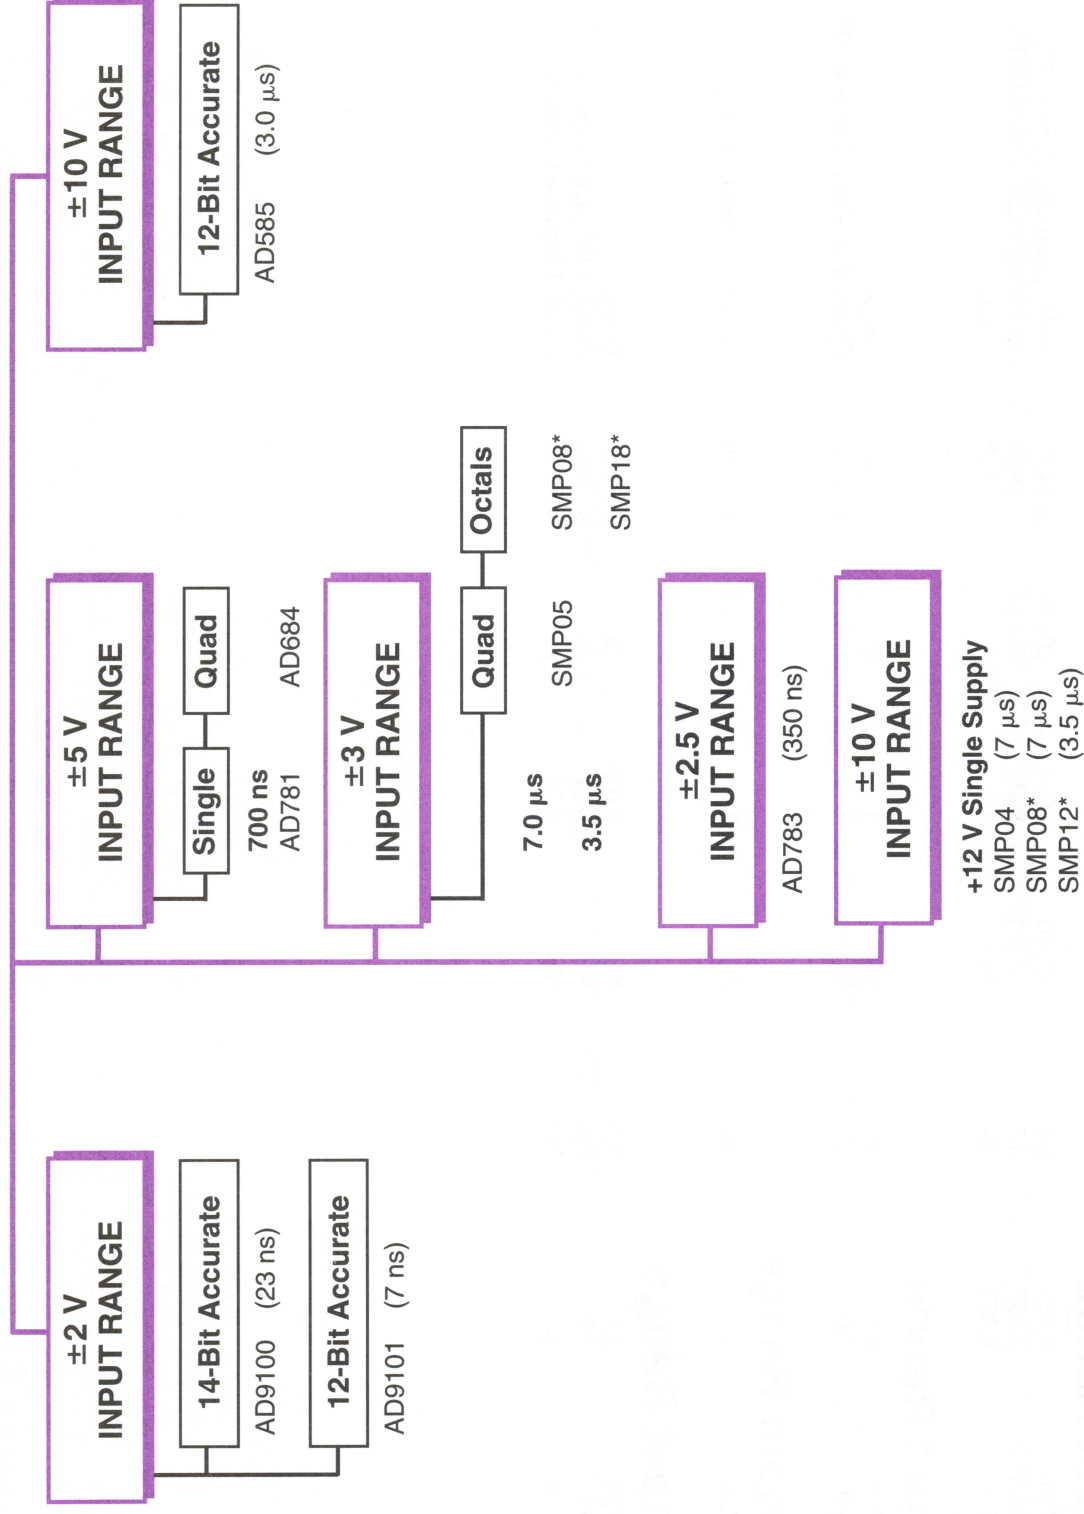 ±2 V
INPUT RANGE
14-Bit Accurate
AD9100 (23 ns)
12-Bit Accurate
AD9101 (7 ns)
±5 V
INPUT RANGE
Single
Quad
700 ns
AD781 AD684
±3 V
INPUT RANGE
Quad
Octals
7.0 µs
SMP05 SMP08*
3.5 µs
SMP18*
±2.5 V
INPUT RANGE
AD783 (350 ns)
±10 V
INPUT RANGE
+12 V Single Supply
SMP04 (7 µs)
SMP08* (7 µs)
SMP12* (3.5 µs)
±10 V
INPUT RANGE
12-Bit Accurate
AD585 (3.0 µs)